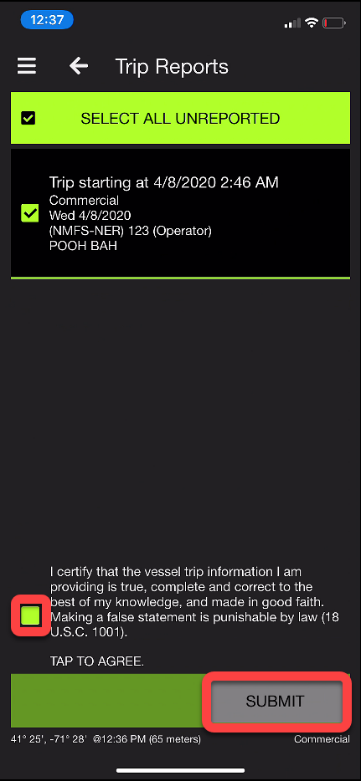 12:37
Trip Reports
SELECT ALL UNREPORTED
Trip starting at 4/8/2020 2:46 AM
Commercial
Wed 4/8/2020
(NMFS-NER) 123 (Operator)
POOH BAH
I certify that the vessel trip information I am
providing is true, complete and correct to the
best of my knowledge, and made in good faith.
Making a false statement is punishable by law (18
U.S.C. 1001).
TAP TO AGREE.
SUBMIT
41° 25', -71° 28' @12:36 PM (65 meters) Commercial